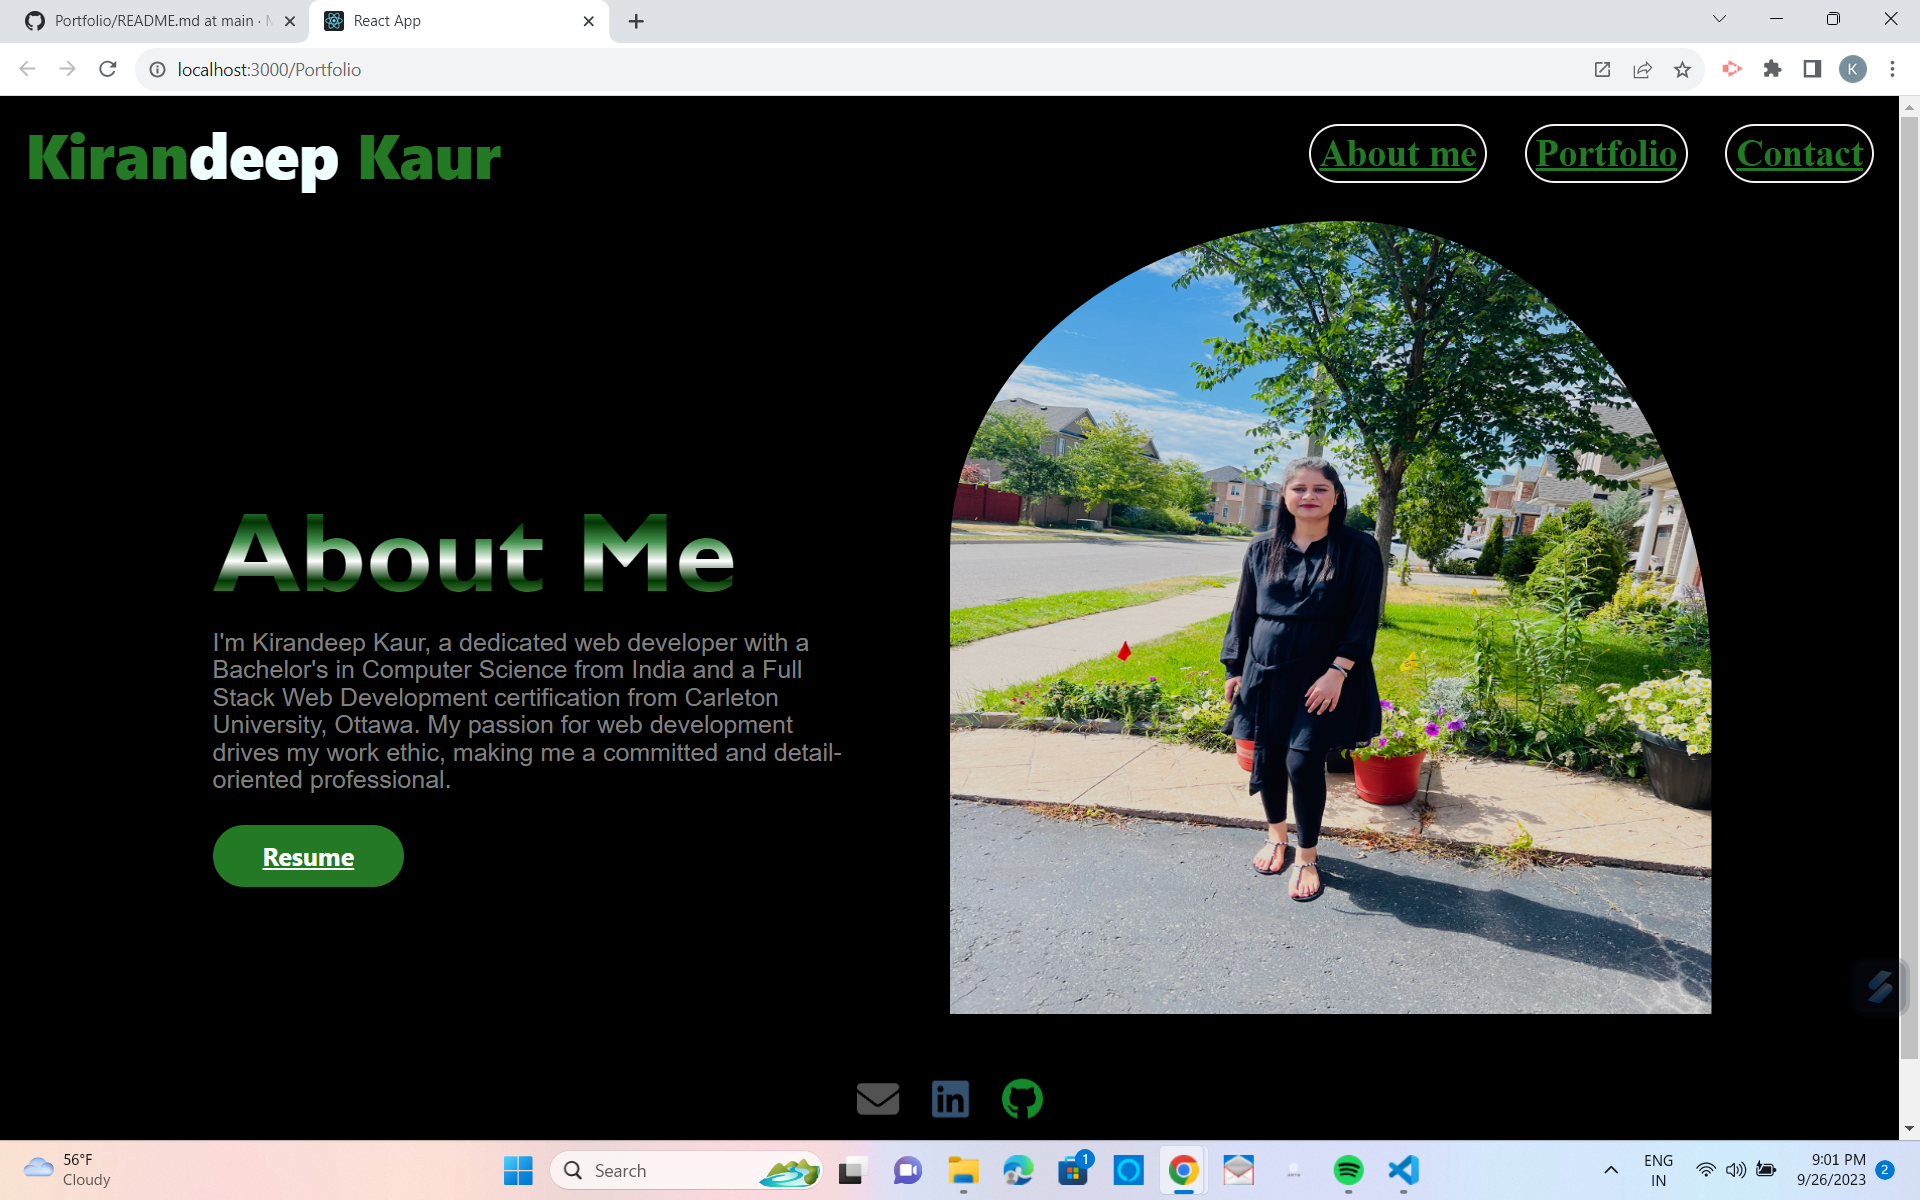 Portfolio/README.md at main ·
React App
localhost:3000/Portfolio
K
Kirandeep Kaur
About me
Portfolio
Contact
About Me
I'm Kirandeep Kaur, a dedicated web developer with a
Bachelor's in Computer Science from India and a Full
Stack Web Development certification from Carleton
University, Ottawa. My passion for web development
drives my work ethic, making me a committed and detail-
oriented professional.
Resume
in
56°F
Cloudy
Search
1
ENG
IN
9:01 PM
9/26/2023
2